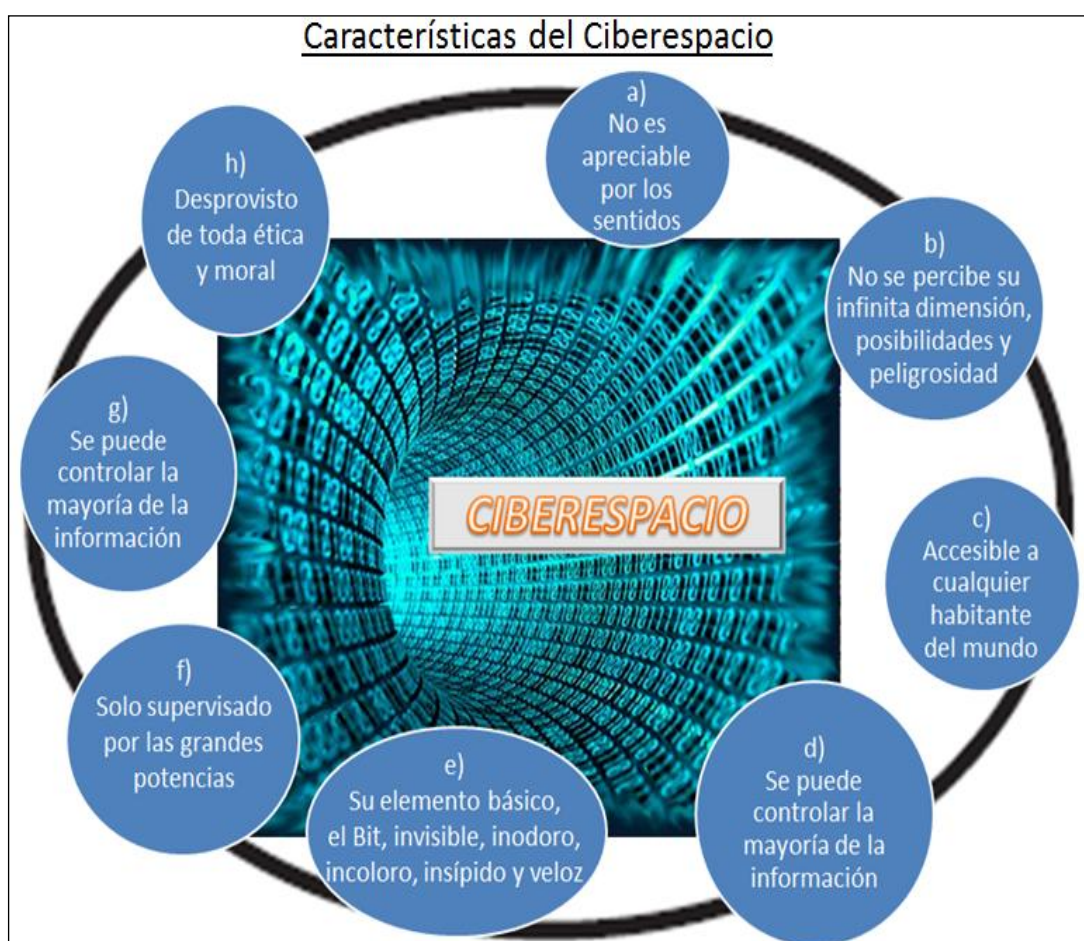 Características del Ciberespacio
a)
No es
apreciable
por los
sentidos
b)
No se percibe su
infinita dimensión,
posibilidades y
peligrosidad
c)
Accesible a
cualquier
habitante
del mundo
d)
Se puede
controlar la
mayoría de la
información
e)
Su elemento básico,
el Bit, invisible, inodoro,
incoloro, insípido y veloz
f)
Solo supervisado
por las grandes
potencias
g)
Se puede
controlar la
mayoría de la
información
h)
Desprovisto
de toda ética
y moral
CIBERESPACIO